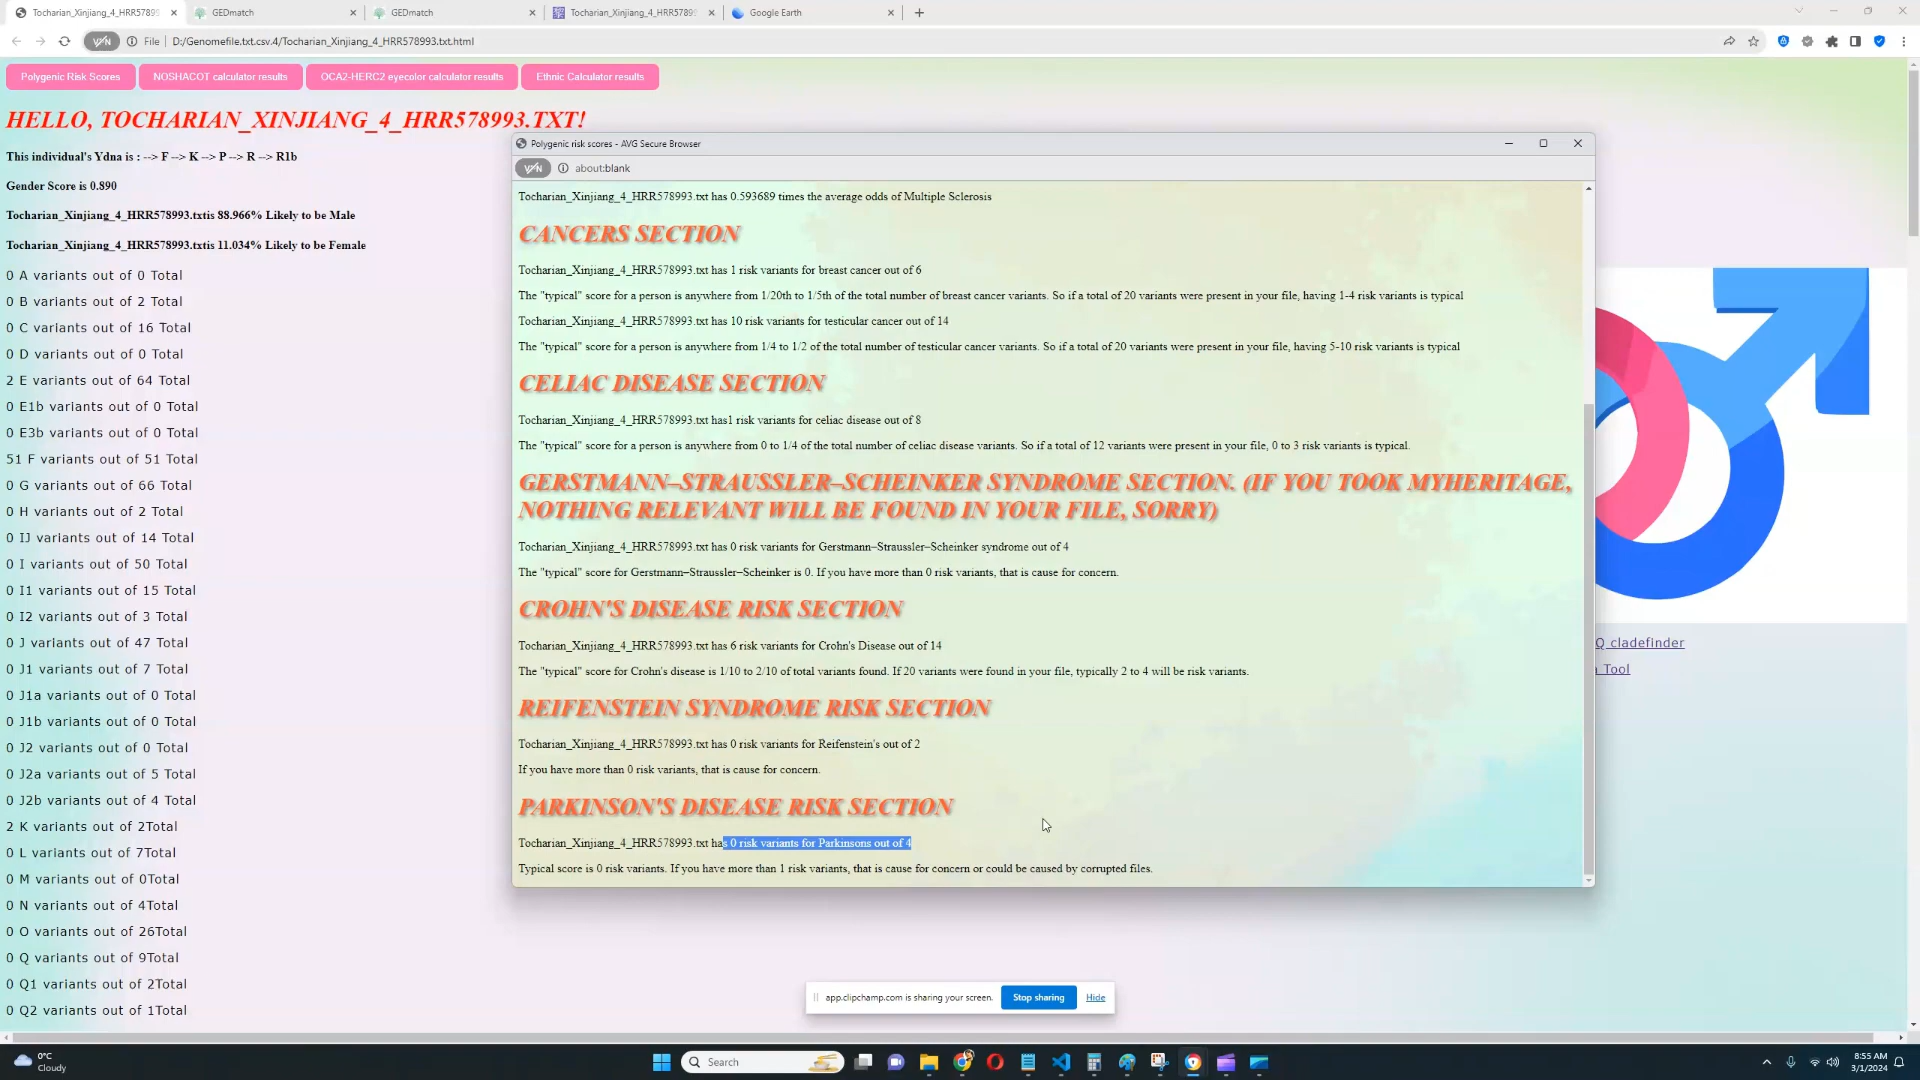 Tocharian_Xinjiang_4_HRR57899
GEDmatch
GEDmatch
Tocharian_Xinjiang_4_HRR57899
Google Earth
VPN
File
D:/Genomefile.txt.csv.4/Tocharian_Xinjiang_4_HRR578993.txt.html
Polygenic Risk Scores
NOSHACOT calculator results
OCA2-HERC2 eyecolor calculator results
Ethnic Calculator results
HELLO, TOCHARIAN_XINJIANG_4_HRR578993.TXT!
This individual's Ydna is : --> F --> K --> P --> R --> R1b
Gender Score is 0.890
Tocharian_Xinjiang_4_HRR578993.txtis 88.966% Likely to be Male
Tocharian_Xinjiang_4_HRR578993.txtis 11.034% Likely to be Female
0 A variants out of 0 Total
0 B variants out of 2 Total
0 C variants out of 16 Total
0 D variants out of 0 Total
2 E variants out of 64 Total
0 E1b variants out of 0 Total
0 E3b variants out of 0 Total
51 F variants out of 51 Total
0 G variants out of 66 Total
0 H variants out of 2 Total
0 IJ variants out of 14 Total
0 I variants out of 50 Total
0 I1 variants out of 15 Total
0 I2 variants out of 3 Total
0 J variants out of 47 Total
0 J1 variants out of 7 Total
0 J1a variants out of 0 Total
0 J1b variants out of 0 Total
0 J2 variants out of 0 Total
0 J2a variants out of 5 Total
0 J2b variants out of 4 Total
2 K variants out of 2Total
0 L variants out of 7Total
0 M variants out of 0Total
0 N variants out of 4Total
0 O variants out of 26Total
0 Q variants out of 9Total
0 Q1 variants out of 2Total
0 Q2 variants out of 1Total
Polygenic risk scores - AVG Secure Browser
VPN
about:blank
Tocharian_Xinjiang_4_HRR578993.txt has 0.593689 times the average odds of Multiple Sclerosis
CANCERS SECTION
Tocharian_Xinjiang_4_HRR578993.txt has 1 risk variants for breast cancer out of 6
The "typical" score for a person is anywhere from 1/20th to 1/5th of the total number of breast cancer variants. So if a total of 20 variants were present in your file, having 1-4 risk variants is typical
Tocharian_Xinjiang_4_HRR578993.txt has 10 risk variants for testicular cancer out of 14
The "typical" score for a person is anywhere from 1/4 to 1/2 of the total number of testicular cancer variants. So if a total of 20 variants were present in your file, having 5-10 risk variants is typical
CELIAC DISEASE SECTION
Tocharian_Xinjiang_4_HRR578993.txt has1 risk variants for celiac disease out of 8
The "typical" score for a person is anywhere from 0 to 1/4 of the total number of celiac disease variants. So if a total of 12 variants were present in your file, 0 to 3 risk variants is typical.
GERSTMANN–STRAUSSLER–SCHEINKER SYNDROME SECTION. (IF YOU TOOK MYHERITAGE,
NOTHING RELEVANT WILL BE FOUND IN YOUR FILE, SORRY)
Tocharian_Xinjiang_4_HRR578993.txt has 0 risk variants for Gerstmann–Straussler–Scheinker syndrome out of 4
The "typical" score for Gerstmann–Straussler–Scheinker is 0. If you have more than 0 risk variants, that is cause for concern.
CROHN'S DISEASE RISK SECTION
Tocharian_Xinjiang_4_HRR578993.txt has 6 risk variants for Crohn's Disease out of 14
The "typical" score for Crohn's disease is 1/10 to 2/10 of total variants found. If 20 variants were found in your file, typically 2 to 4 will be risk variants.
REIFENSTEIN SYNDROME RISK SECTION
Tocharian_Xinjiang_4_HRR578993.txt has 0 risk variants for Reifenstein's out of 2
If you have more than 0 risk variants, that is cause for concern.
PARKINSON'S DISEASE RISK SECTION
Tocharian_Xinjiang_4_HRR578993.txt has 0 risk variants for Parkinsons out of 4
Typical score is 0 risk variants. If you have more than 1 risk variants, that is cause for concern or could be caused by corrupted files.
Q cladefinder
Tool
app.clipchamp.com is sharing your screen.
Stop sharing
Hide
0°C
Cloudy
Search
8:55 AM
3/1/2024